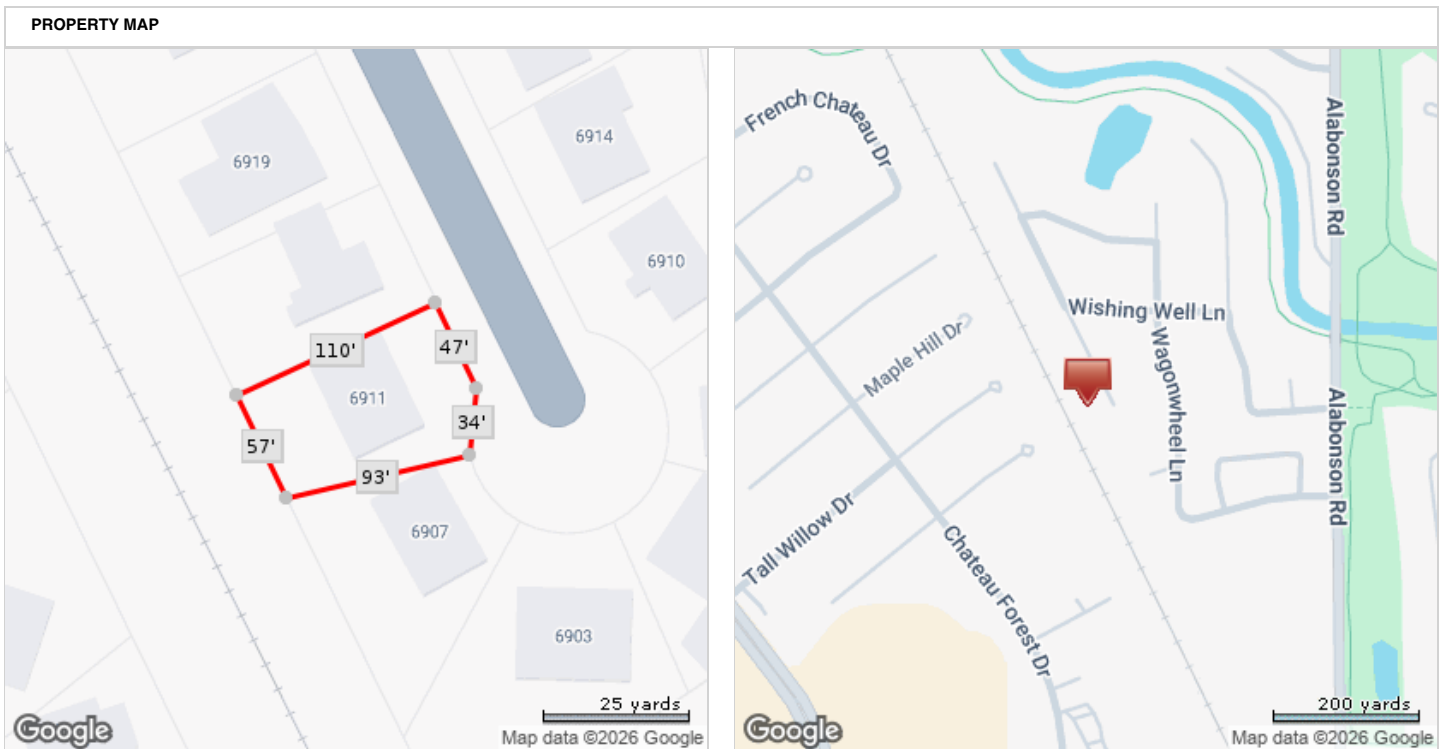 PROPERTY MAP
6919
6914
6910
110'
47'
6911
34'
57'
93'
6907
6903
25 yards
Google
Map data ©2026 Google
French Chateau Dr
Alabonson Rd
Wishing Well Ln
Maple Hill Dr
Wagonwheel Ln
Alabonson Rd
Tall Willow Dr
Chateau Forest Dr
200 yards
Google
Map data ©2026 Google